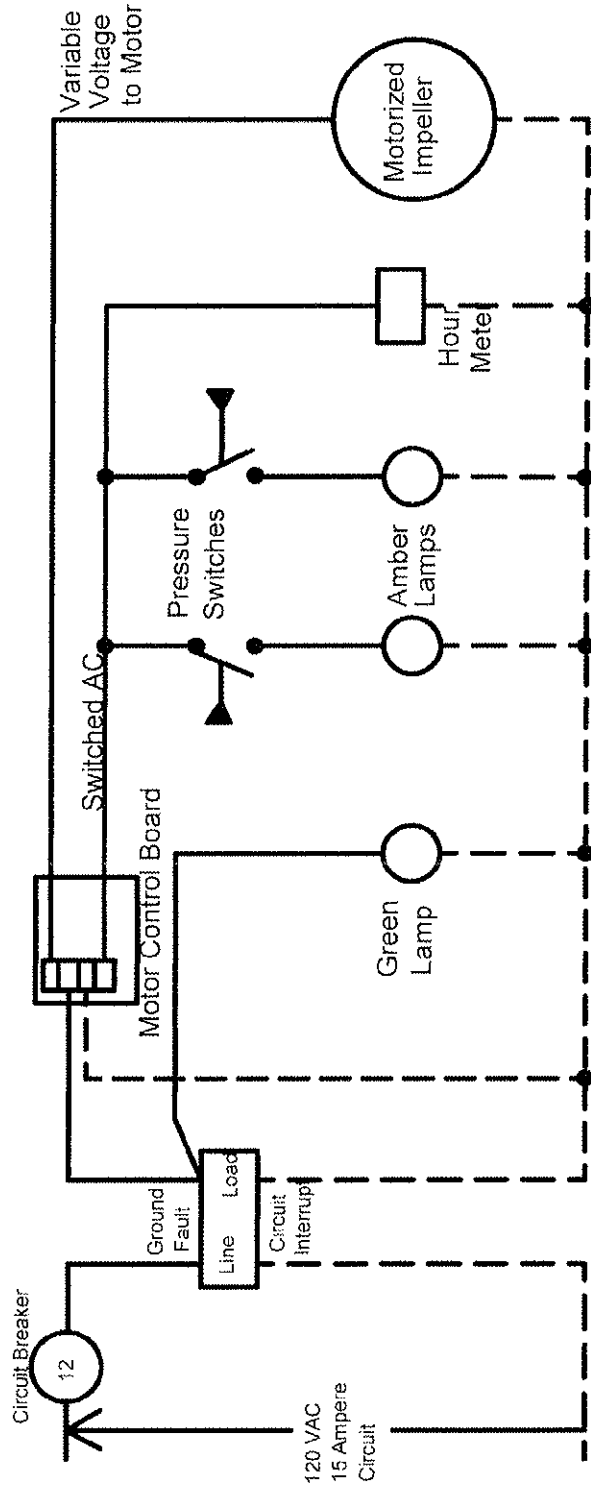 Circuit Breaker
12
120 VAC
15 Ampere
Circuit
Ground
Fault
Line Load
Circuit
Interrupt
Motor Control Board
Switched AC
Green
Lamp
Pressure
Switches
Amber
Lamps
Hour
Meter
Variable
Voltage
to Motor
Motorized
Impeller